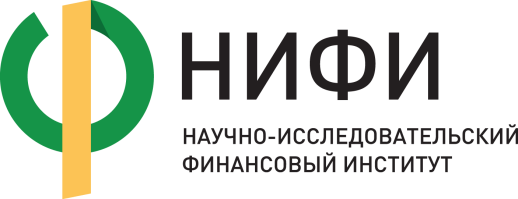 НИФИ
НАУЧНО-ИССЛЕДОВАТЕЛЬСКИЙ
ФИНАНСОВЫЙ ИНСТИТУТ